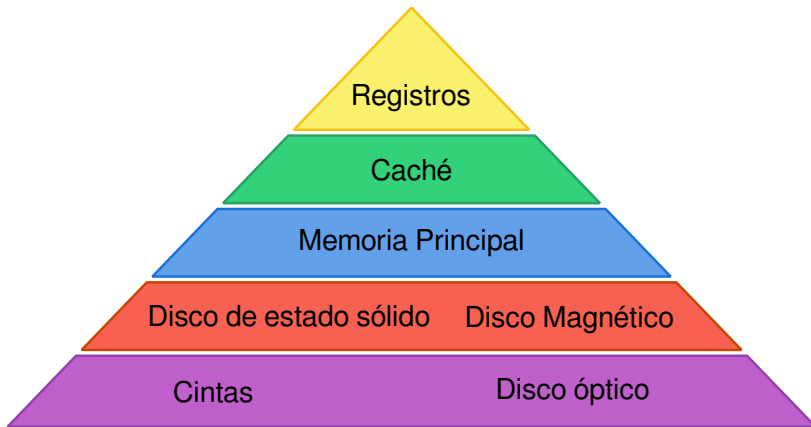 Registros
Caché
Memoria Principal
Disco de estado sólido Disco Magnético
Cintas Disco óptico